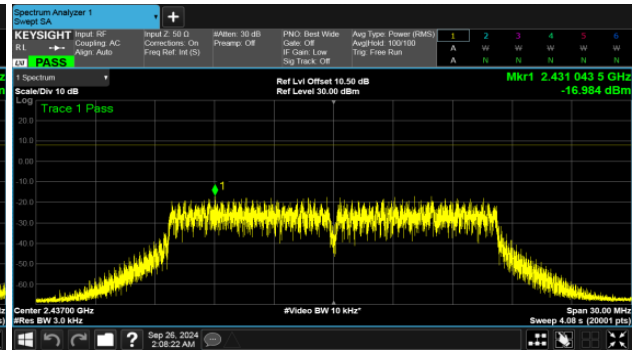 Spectrum Analyzer 1
Swept SA
+
KEYSIGHT Input: RF Input Z: 50 Ω #Atten: 30 dB PNO: Best Wide Avg Type: Power (RMS) 1 2 3 4 5 6
RL Coupling: AC Corrections: On Preamp: Off Gate: Off Avg|Hold: 100/100 A W W W W W
Align: Auto Freq Ref: Int (S) IF Gain: Low Trig: Free Run
LXI PASS Sig Track: Off A N N N N N
1 Spectrum Ref Lvl Offset 10.50 dB Mkr1 2.431 043 5 GHz
Scale/Div 10 dB Ref Level 30.00 dBm -16.984 dBm
Log
Trace 1 Pass
20.0
10.0
0.00
-10.0
1
-20.0
-30.0
-40.0
-50.0
-60.0
Center 2.43700 GHz #Video BW 10 kHz* Span 30.00 MHz
#Res BW 3.0 kHz Sweep 4.08 s (20001 pts)
? Sep 26, 2024
2:08:22 AM